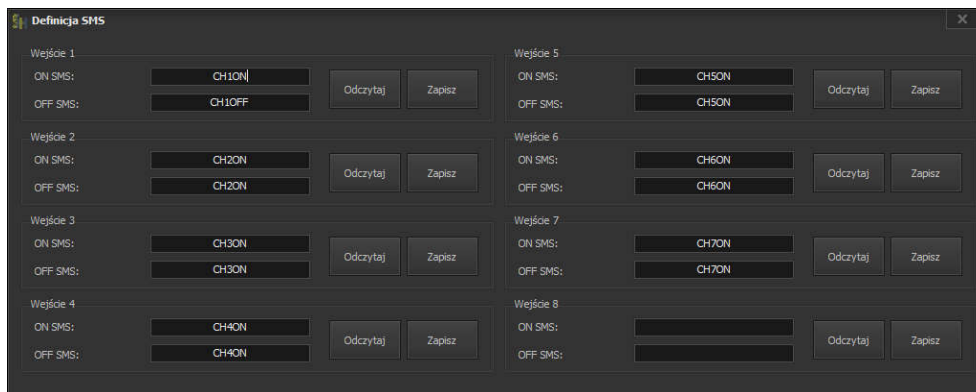 Definicja SMS
Wejście 1
ON SMS: CH1ON Odczytaj Zapisz
OFF SMS: CH1OFF
Wejście 2
ON SMS: CH2ON Odczytaj Zapisz
OFF SMS: CH2ON
Wejście 3
ON SMS: CH3ON Odczytaj Zapisz
OFF SMS: CH3ON
Wejście 4
ON SMS: CH4ON Odczytaj Zapisz
OFF SMS: CH4ON
Wejście 5
ON SMS: CH5ON Odczytaj Zapisz
OFF SMS: CH5ON
Wejście 6
ON SMS: CH6ON Odczytaj Zapisz
OFF SMS: CH6ON
Wejście 7
ON SMS: CH7ON Odczytaj Zapisz
OFF SMS: CH7ON
Wejście 8
ON SMS: Odczytaj Zapisz
OFF SMS: